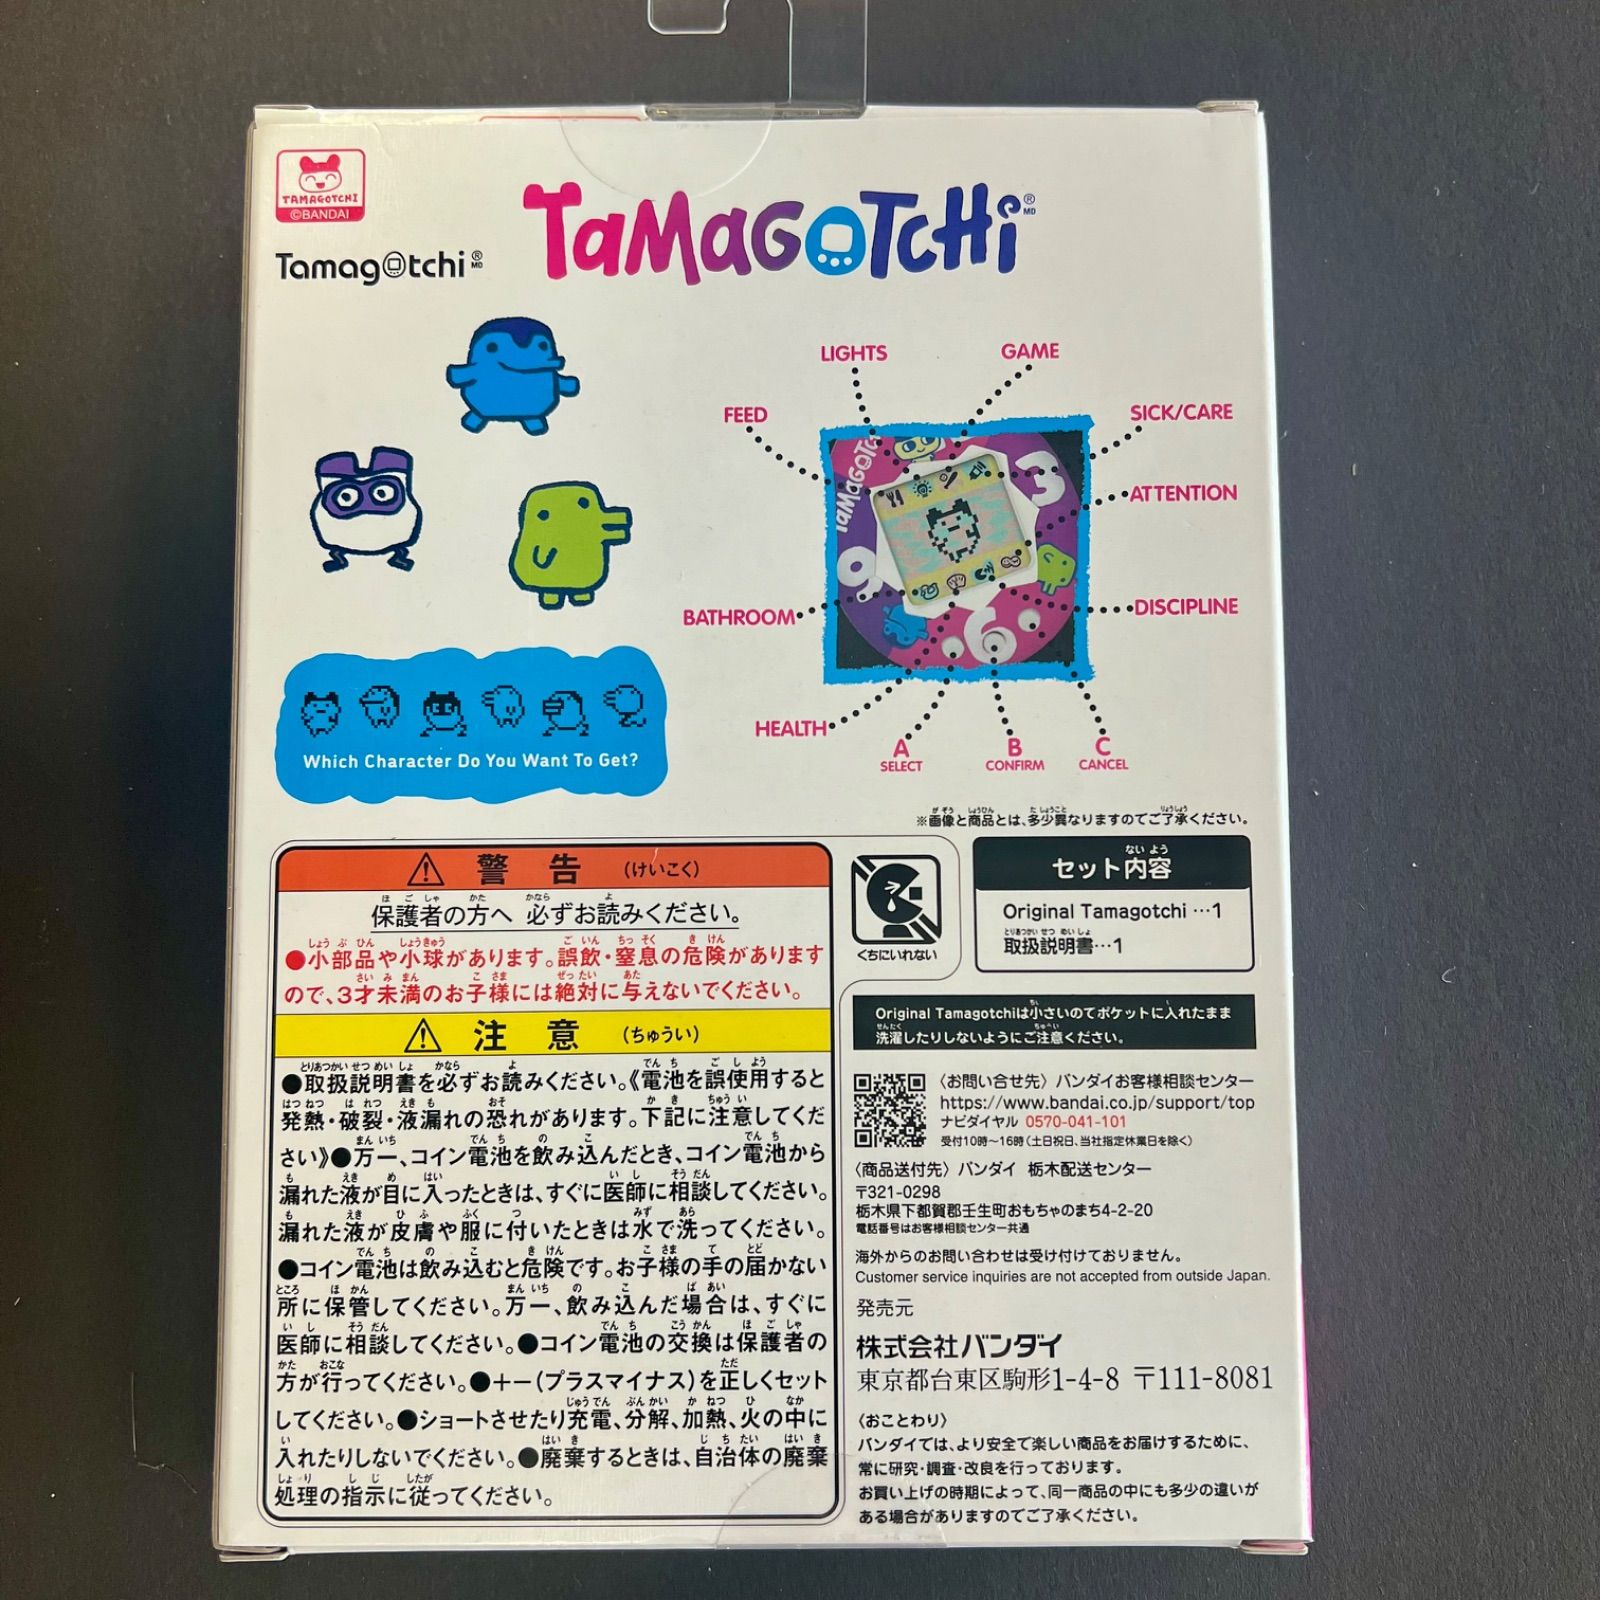 TAMAGOTCHI
©BANDAI
Tamagotchi® MD
TaMaGoTcHi® MD
LIGHTS
GAME
FEED
SICK/CARE
TaMaGoTc
3
ATTENTION
9
BATHROOM
DISCIPLINE
6
HEALTH
A
SELECT
B
CONFIRM
C
CANCEL
Which Character Do You Want To Get?
※画像と商品とは、多少異なりますのでご了承ください。
警告 (けいこく)
保護者の方へ 必ずお読みください。
●小部品や小球があります。誤飲・窒息の危険があります
ので、3才未満のお子様には絶対に与えないでください。
注意 (ちゅうい)
●取扱説明書を必ずお読みください。《電池を誤使用すると
発熱・破裂・液漏れの恐れがあります。下記に注意してくだ
さい》●万一、コイン電池を飲み込んだとき、コイン電池から
漏れた液が目に入ったときは、すぐに医師に相談してください。
漏れた液が皮膚や服に付いたときは水で洗ってください。
●コイン電池は飲み込むと危険です。お子様の手の届かない
所に保管してください。万一、飲み込んだ場合は、すぐに
医師に相談してください。●コイン電池の交換は保護者の
方が行ってください。●+-(プラスマイナス)を正しくセット
してください。●ショートさせたり充電、分解、加熱、火の中に
入れたりしないでください。●廃棄するときは、自治体の廃棄
処理の指示に従ってください。
くちにいれない
セット内容
Original Tamagotchi …1
取扱説明書…1
Original Tamagotchiは小さいのでポケットに入れたまま
洗濯したりしないようにご注意ください。
〈お問い合せ先〉バンダイお客様相談センター
https://www.bandai.co.jp/support/top
ナビダイヤル 0570-041-101
受付10時〜16時(土日祝日、当社指定休業日を除く)
〈商品送付先〉バンダイ 栃木配送センター
〒321-0298
栃木県下都賀郡壬生町おもちゃのまち4-2-20
電話番号はお客様相談センター共通
海外からのお問い合わせは受け付けておりません。
Customer service inquiries are not accepted from outside Japan.
発売元
株式会社バンダイ
東京都台東区駒形1-4-8 〒111-8081
〈おことわり〉
バンダイでは、より安全で楽しい商品をお届けするために、
常に研究・調査・改良を行っております。
お買い上げの時期によって、同一商品の中にも多少の違いが
ある場合がありますのでご了承ください。